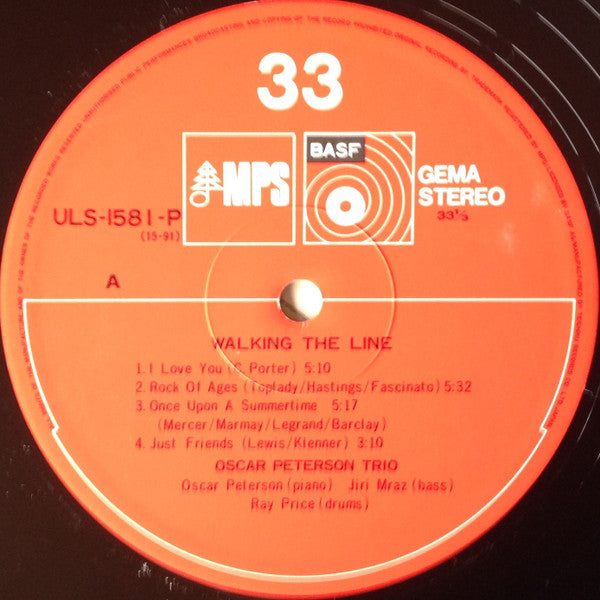 33
MPS
BASF
GEMA
STEREO
33⅓
ULS-1581-P
(15-91)
A
WALKING THE LINE
1. I Love You (C. Porter) 5:10
2. Rock Of Ages (Toplady/Hastings/Fascinato) 5:32
3. Once Upon A Summertime 5:17
(Mercer/Marmay/Legrand/Barclay)
4. Just Friends (Lewis/Klenner) 3:10
OSCAR PETERSON TRIO
Oscar Peterson (piano) Jiri Mraz (bass)
Ray Price (drums)